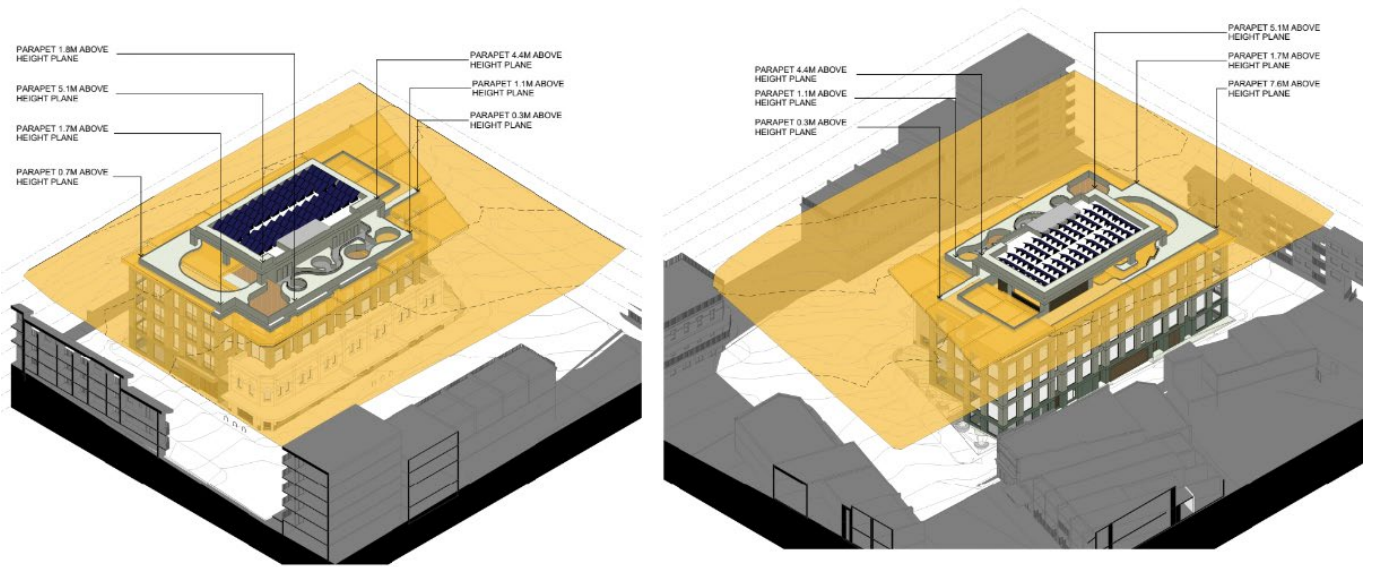 PARAPET 1.8M ABOVE
HEIGHT PLANE
PARAPET 5.1M ABOVE
HEIGHT PLANE
PARAPET 1.7M ABOVE
HEIGHT PLANE
PARAPET 0.7M ABOVE
HEIGHT PLANE
PARAPET 4.4M ABOVE
HEIGHT PLANE
PARAPET 1.1M ABOVE
HEIGHT PLANE
PARAPET 0.3M ABOVE
HEIGHT PLANE
PARAPET 4.4M ABOVE
HEIGHT PLANE
PARAPET 1.1M ABOVE
HEIGHT PLANE
PARAPET 0.3M ABOVE
HEIGHT PLANE
PARAPET 5.1M ABOVE
HEIGHT PLANE
PARAPET 1.7M ABOVE
HEIGHT PLANE
PARAPET 7.6M ABOVE
HEIGHT PLANE